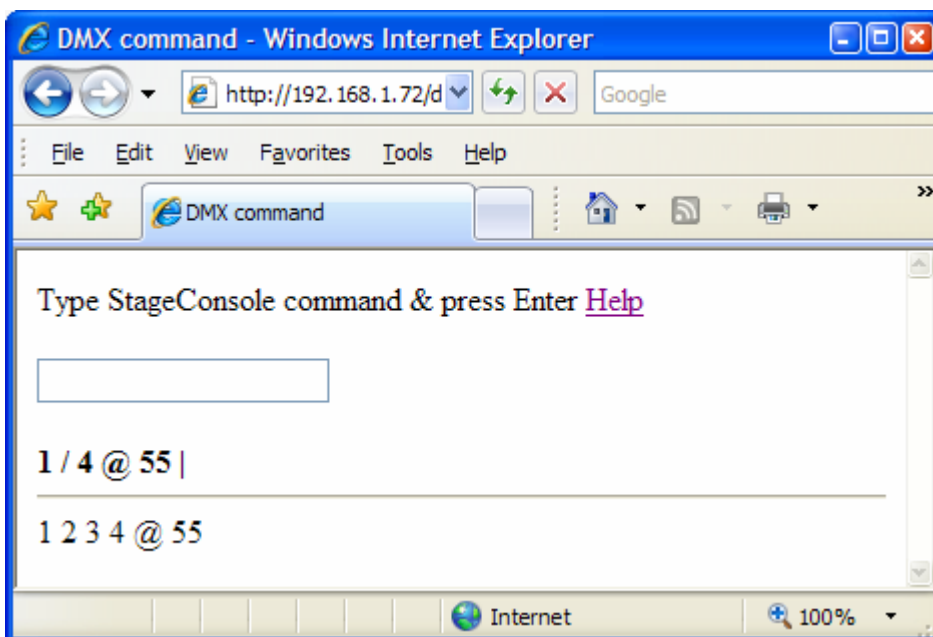 DMX command - Windows Internet Explorer
http://192.168.1.72/d
Google
File Edit View Favorites Tools Help
DMX command
»
Type StageConsole command & press Enter Help
1 / 4 @ 55 |
1 2 3 4 @ 55
Internet 100%